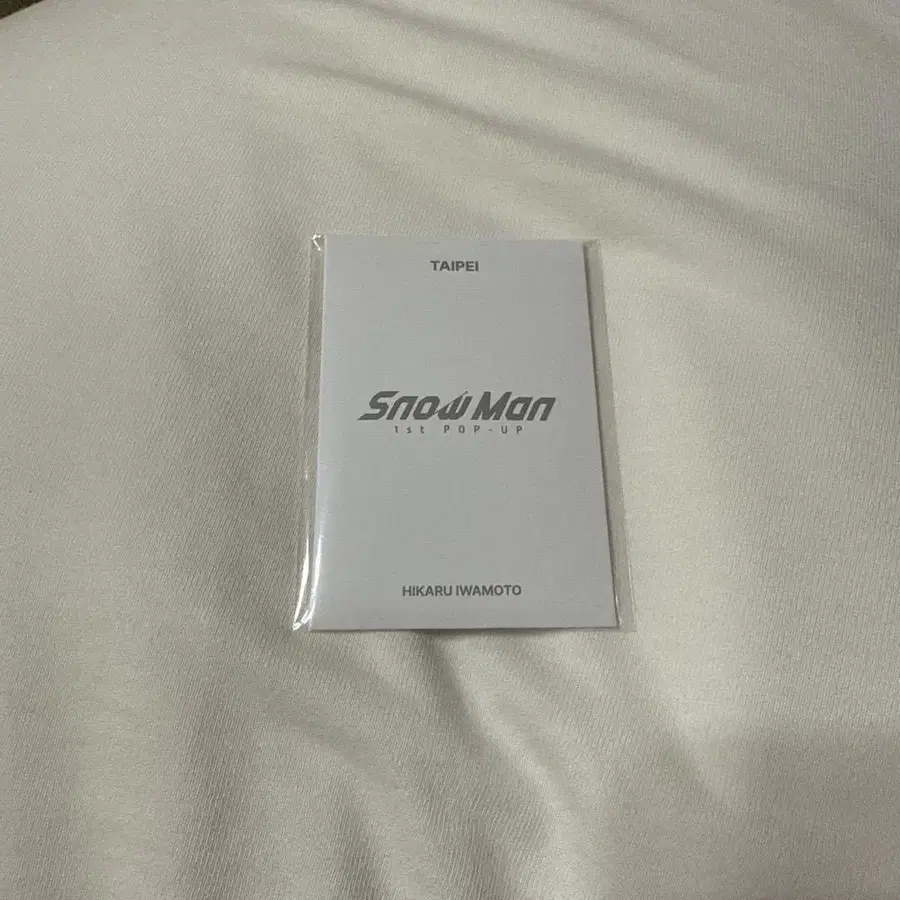 TAIPEI
Snow Man
1st POP-UP
HIKARU IWAMOTO